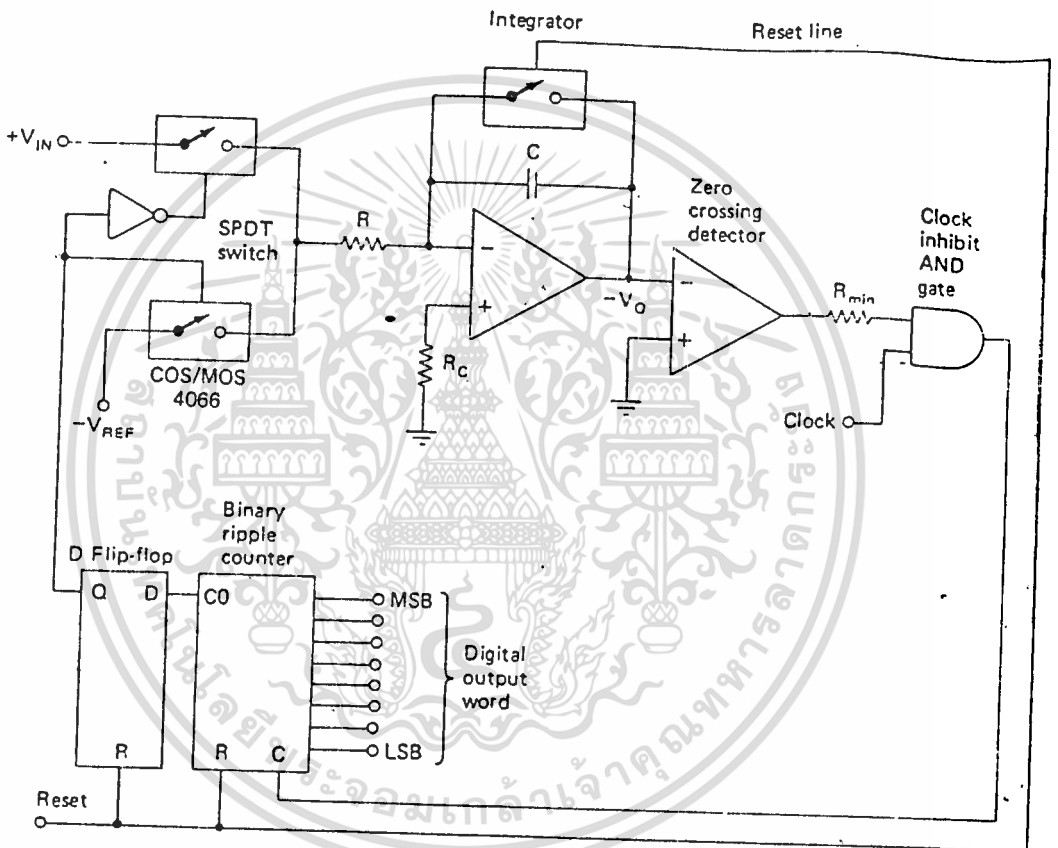 Integrator
Reset line
+V_IN
C
Zero
crossing
detector
Clock
inhibit
AND
gate
SPDT
switch
R
−
+
−V_O
−
+
R_min
R_C
COS/MOS
4066
−V_REF
Clock
Binary
ripple
counter
D Flip-flop
Q
D
CO
MSB
Digital
output
word
LSB
R
R
C
Reset